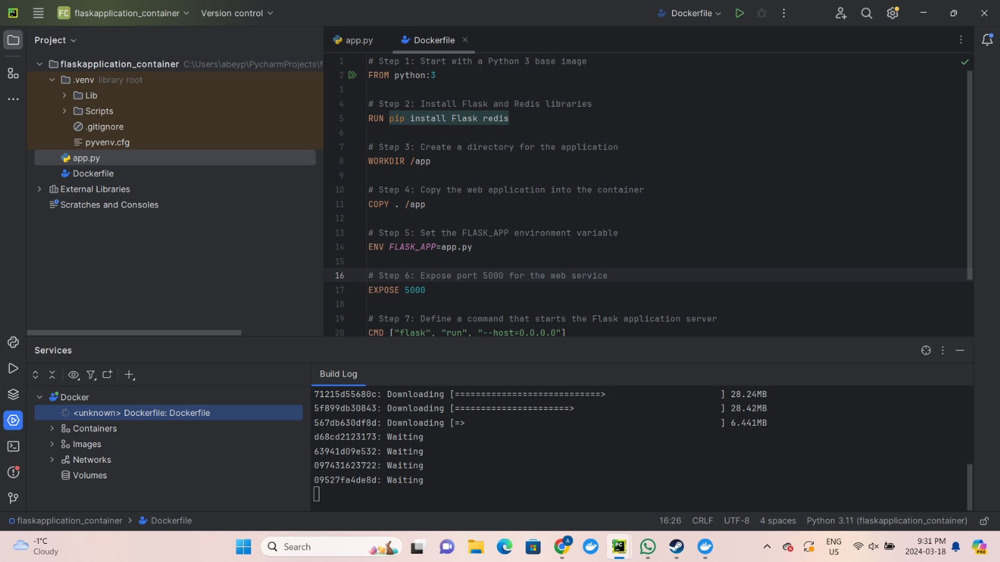 PC
FC flaskapplication_container
Version control
Dockerfile
Project
flaskapplication_container C:\Users\abeyp\PycharmProjects\f
.venv library root
Lib
Scripts
.gitignore
pyvenv.cfg
app.py
Dockerfile
External Libraries
Scratches and Consoles
app.py
Dockerfile
1 # Step 1: Start with a Python 3 base image
2 FROM python:3
3
4 # Step 2: Install Flask and Redis libraries
5 RUN pip install Flask redis
6
7 # Step 3: Create a directory for the application
8 WORKDIR /app
9
10 # Step 4: Copy the web application into the container
11 COPY . /app
12
13 # Step 5: Set the FLASK_APP environment variable
14 ENV FLASK_APP=app.py
15
16 # Step 6: Expose port 5000 for the web service
17 EXPOSE 5000
18
19 # Step 7: Define a command that starts the Flask application server
20 CMD ["flask", "run", "--host=0.0.0.0"]
Services
Docker
<unknown> Dockerfile: Dockerfile
Containers
Images
Networks
Volumes
Build Log
71215d55680c: Downloading [============================> ] 28.24MB
5f899db30843: Downloading [======================> ] 28.42MB
567db630df8d: Downloading [=> ] 6.441MB
d68cd2123173: Waiting
63941d09e532: Waiting
097431623722: Waiting
09527fa4de8d: Waiting
flaskapplication_container > Dockerfile
16:26 CRLF UTF-8 4 spaces Python 3.11 (flaskapplication_container)
-1°C
Cloudy
Search
A
PC
ENG
US
9:31 PM
2024-03-18
PRE